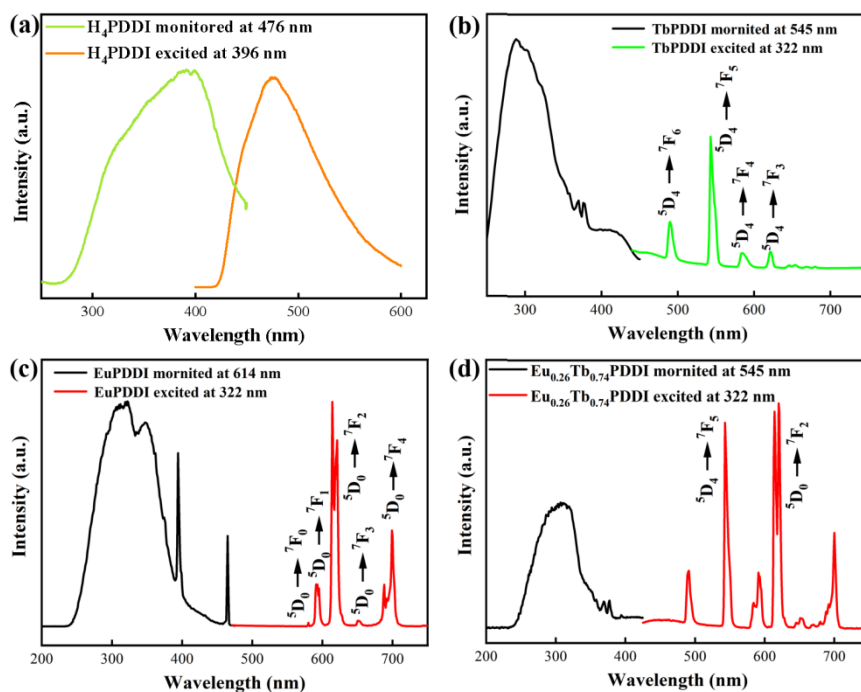 (a)
H₄PDDI monitored at 476 nm
H₄PDDI excited at 396 nm
Intensity (a.u.)
300 400 500 600
Wavelength (nm)
(b)
TbPDDI mornited at 545 nm
TbPDDI excited at 322 nm
Intensity (a.u.)
⁵D₄ → ⁷F₆
⁵D₄ → ⁷F₅
⁵D₄ → ⁷F₄
⁵D₄ → ⁷F₃
300 400 500 600 700
Wavelength (nm)
(c)
EuPDDI mornited at 614 nm
EuPDDI excited at 322 nm
Intensity (a.u.)
⁵D₀ → ⁷F₀
⁵D₀ → ⁷F₁
⁵D₀ → ⁷F₂
⁵D₀ → ⁷F₃
⁵D₀ → ⁷F₄
200 300 400 500 600 700
Wavelength (nm)
(d)
Eu₀.₂₆Tb₀.₇₄PDDI mornited at 545 nm
Eu₀.₂₆Tb₀.₇₄PDDI excited at 322 nm
Intensity (a.u.)
⁵D₄ → ⁷F₅
⁵D₀ → ⁷F₂
200 300 400 500 600 700
Wavelength (nm)